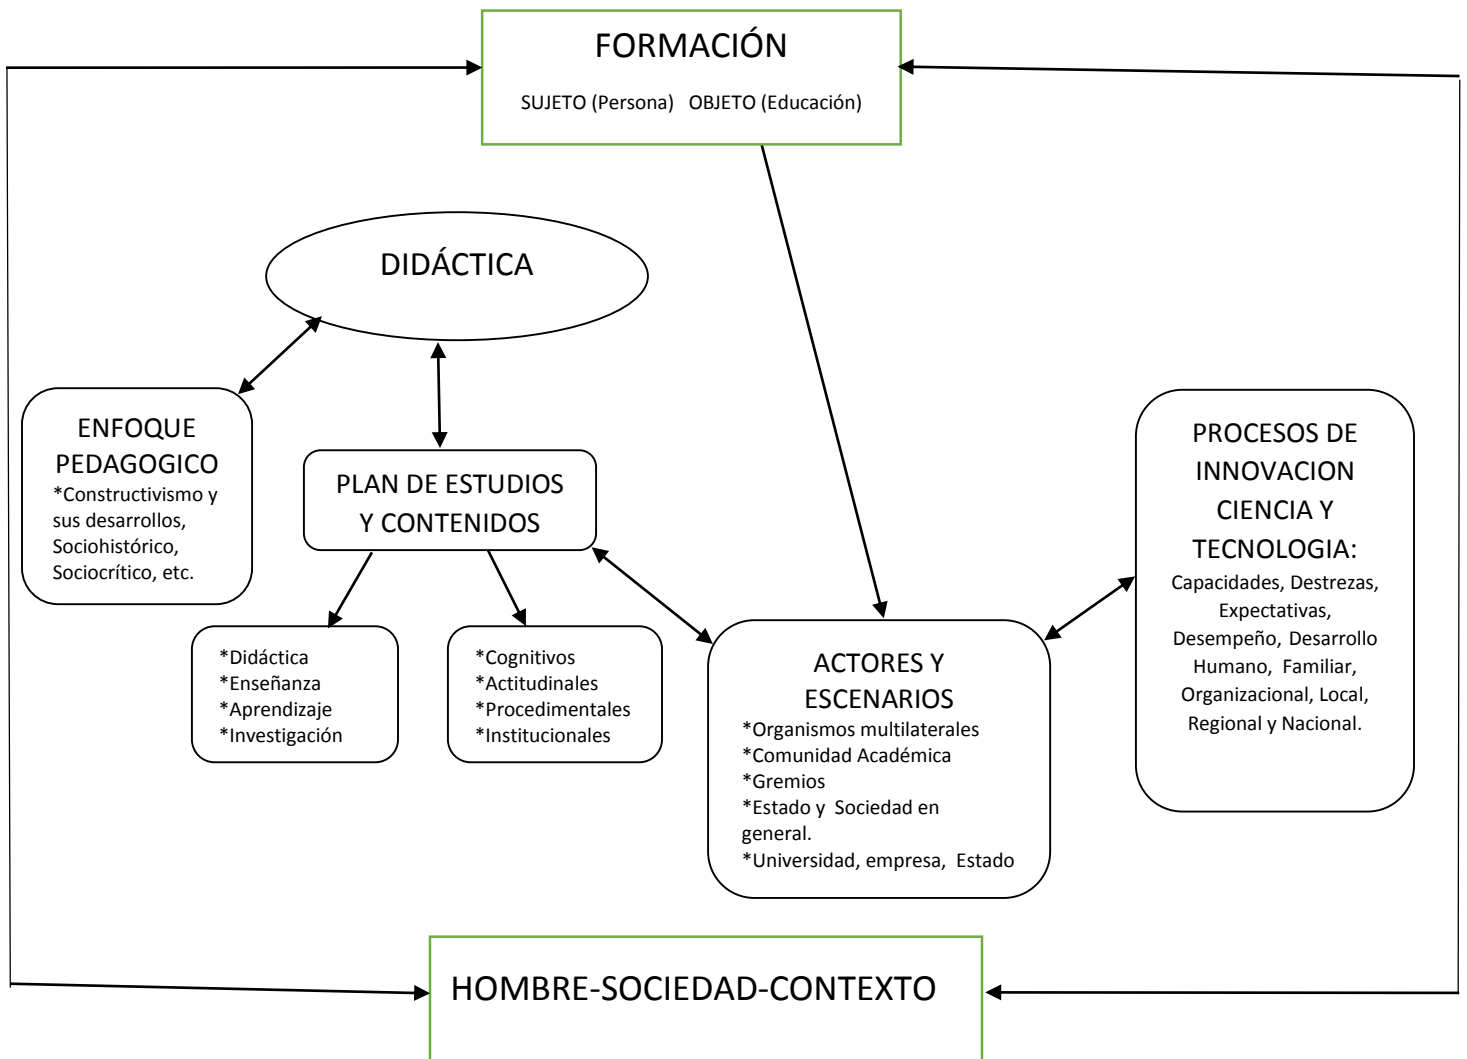 FORMACIÓN
SUJETO (Persona) OBJETO (Educación)
DIDÁCTICA
ENFOQUE
PEDAGOGICO
*Constructivismo y
sus desarrollos,
Sociohistórico,
Sociocrítico, etc.
PLAN DE ESTUDIOS
Y CONTENIDOS
*Didáctica
*Enseñanza
*Aprendizaje
*Investigación
*Cognitivos
*Actitudinales
*Procedimentales
*Institucionales
ACTORES Y
ESCENARIOS
*Organismos multilaterales
*Comunidad Académica
*Gremios
*Estado y Sociedad en
general.
*Universidad, empresa, Estado
PROCESOS DE
INNOVACION
CIENCIA Y
TECNOLOGIA:
Capacidades, Destrezas,
Expectativas,
Desempeño, Desarrollo
Humano, Familiar,
Organizacional, Local,
Regional y Nacional.
HOMBRE-SOCIEDAD-CONTEXTO